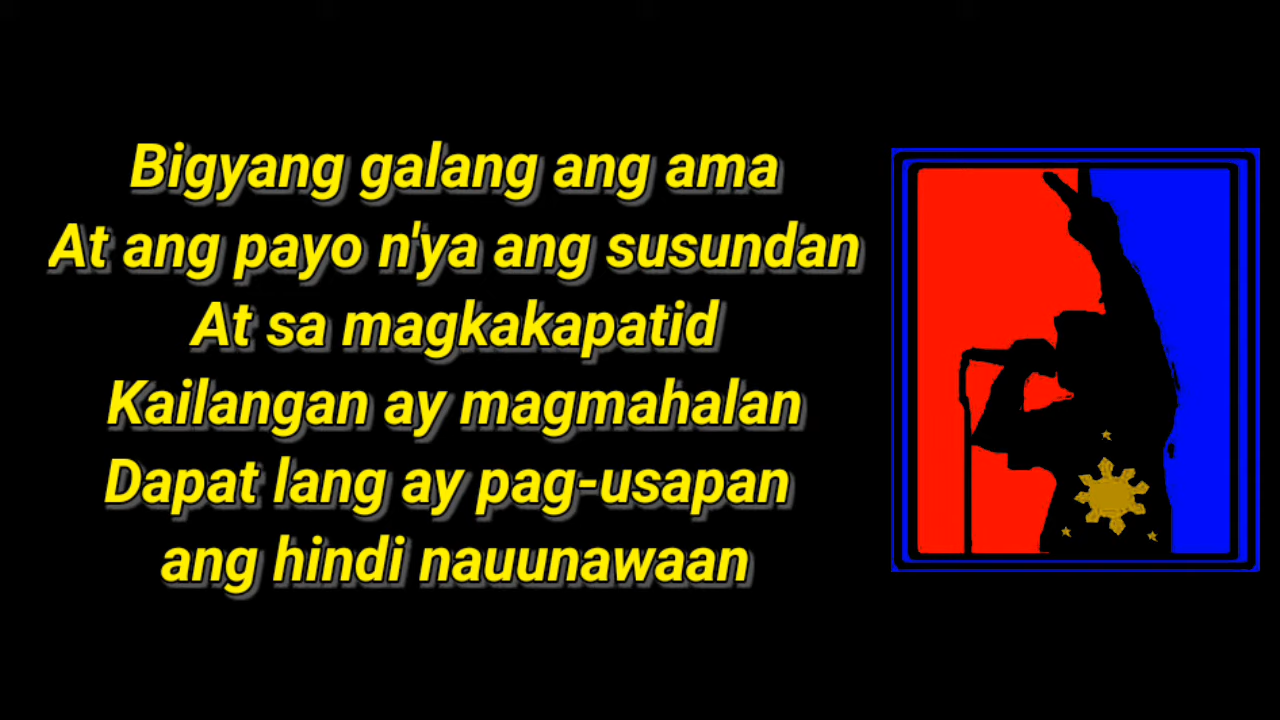 Bigyang galang ang ama
At ang payo n'ya ang susundan
At sa magkakapatid
Kailangan ay magmahalan
Dapat lang ay pag-usapan
ang hindi nauunawaan